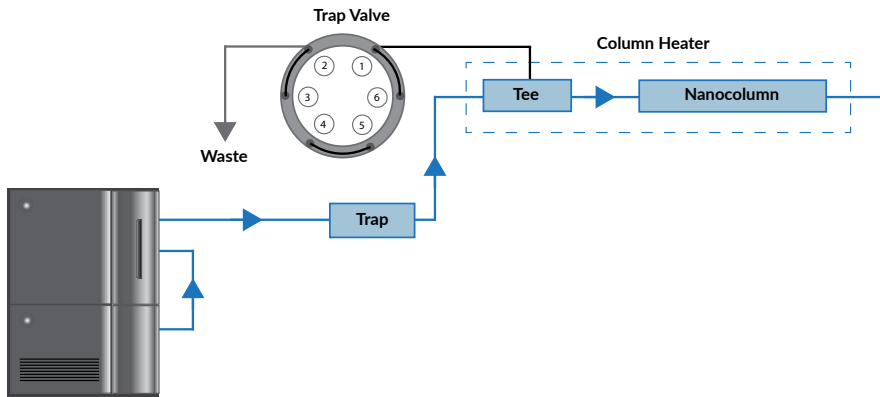 Trap Valve
Column Heater
2 1
3 6
4 5
Tee
Nanocolumn
Waste
Trap